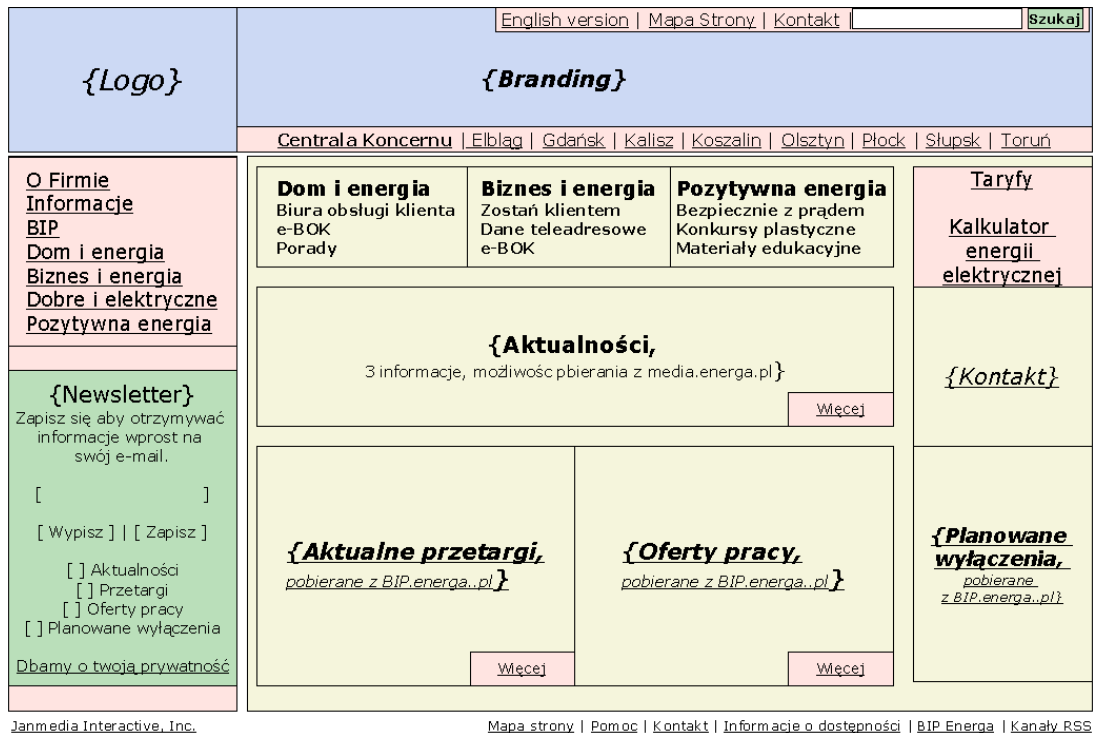 English version | Mapa Strony | Kontakt | Szukaj
{Logo}
{Branding}
Centrala Koncernu | Elbląg | Gdańsk | Kalisz | Koszalin | Olsztyn | Płock | Słupsk | Toruń
O Firmie
Informacje
BIP
Dom i energia
Biznes i energia
Dobre i elektryczne
Pozytywna energia
{Newsletter}
Zapisz się aby otrzymywać
informacje wprost na
swój e-mail.
[ ]
[ Wypisz ] | [ Zapisz ]
[ ] Aktualności
[ ] Przetargi
[ ] Oferty pracy
[ ] Planowane wyłączenia
Dbamy o twoją prywatność
Dom i energia
Biura obsługi klienta
e-BOK
Porady
Biznes i energia
Zostań klientem
Dane teleadresowe
e-BOK
Pozytywna energia
Bezpiecznie z prądem
Konkursy plastyczne
Materiały edukacyjne
{Aktualności,
3 informacje, możliwośc pbierania z media.energa.pl}
Więcej
{Aktualne przetargi,
pobierane z BIP.energa..pl}
Więcej
{Oferty pracy,
pobierane z BIP.energa..pl}
Więcej
Taryfy
Kalkulator
energii
elektrycznej
{Kontakt}
{Planowane
wyłączenia,
pobierane
z BIP.energa..pl}
Janmedia Interactive, Inc.
Mapa strony | Pomoc | Kontakt | Informacje o dostępności | BIP Energa | Kanały RSS